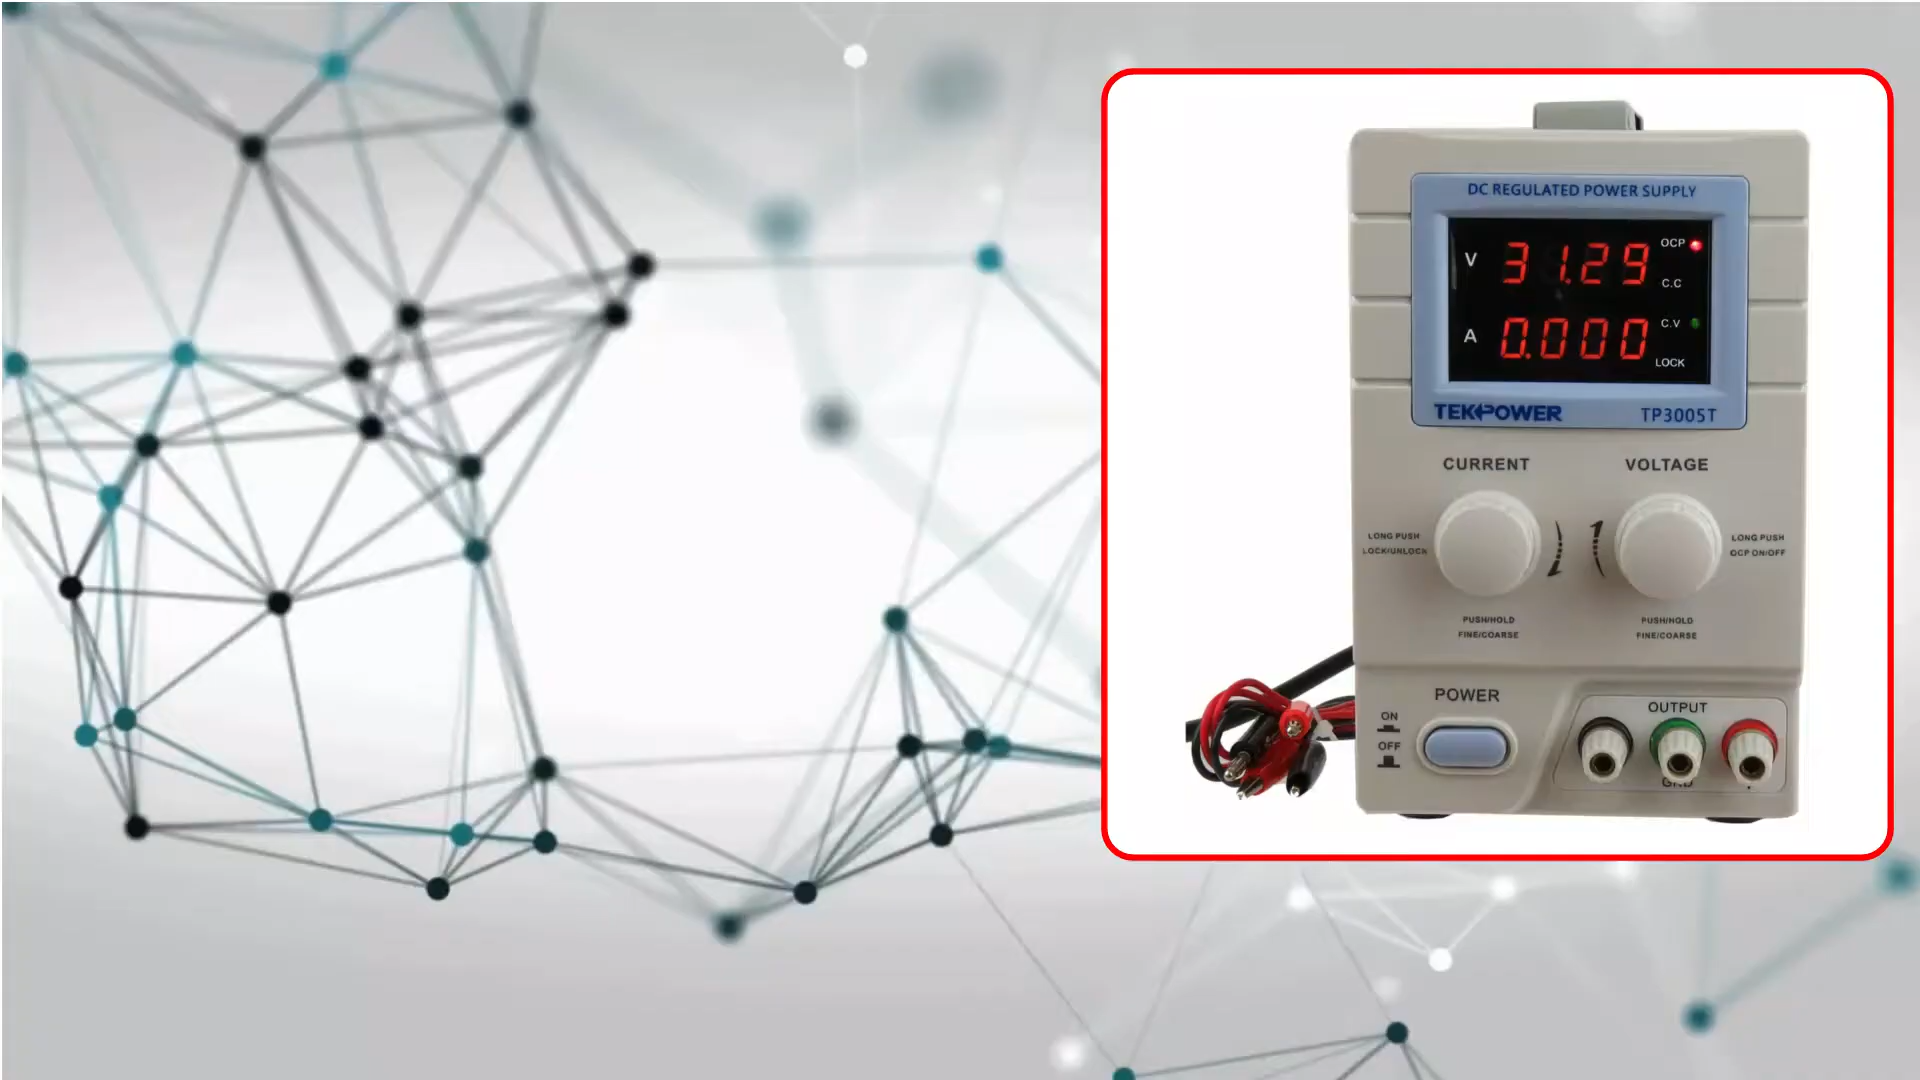 DC REGULATED POWER SUPPLY
V 31.29 OCP
C.C
A 0.000 C.V
LOCK
TEKPOWER TP3005T
CURRENT VOLTAGE
LONG PUSH
LOCK/UNLOCK
LONG PUSH
OCP ON/OFF
PUSH/HOLD
FINE/COARSE
PUSH/HOLD
FINE/COARSE
POWER
ON
OFF
OUTPUT
GND